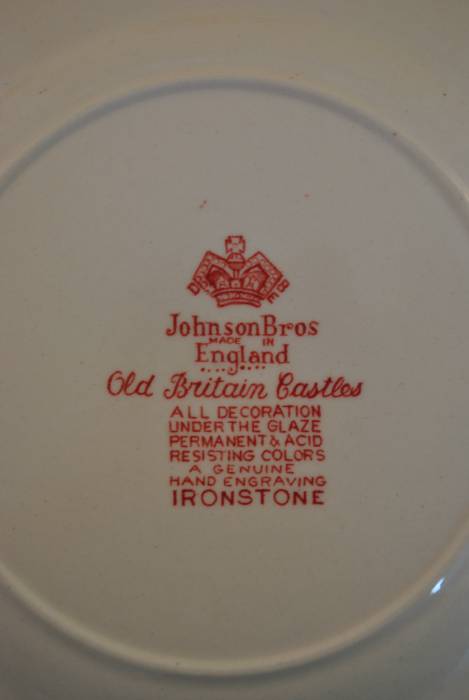 D B E
Johnson Bros
MADE IN
England
Old Britain Castles
ALL DECORATION
UNDER THE GLAZE
PERMANENT & ACID
RESISTING COLORS
A GENUINE
HAND ENGRAVING
IRONSTONE